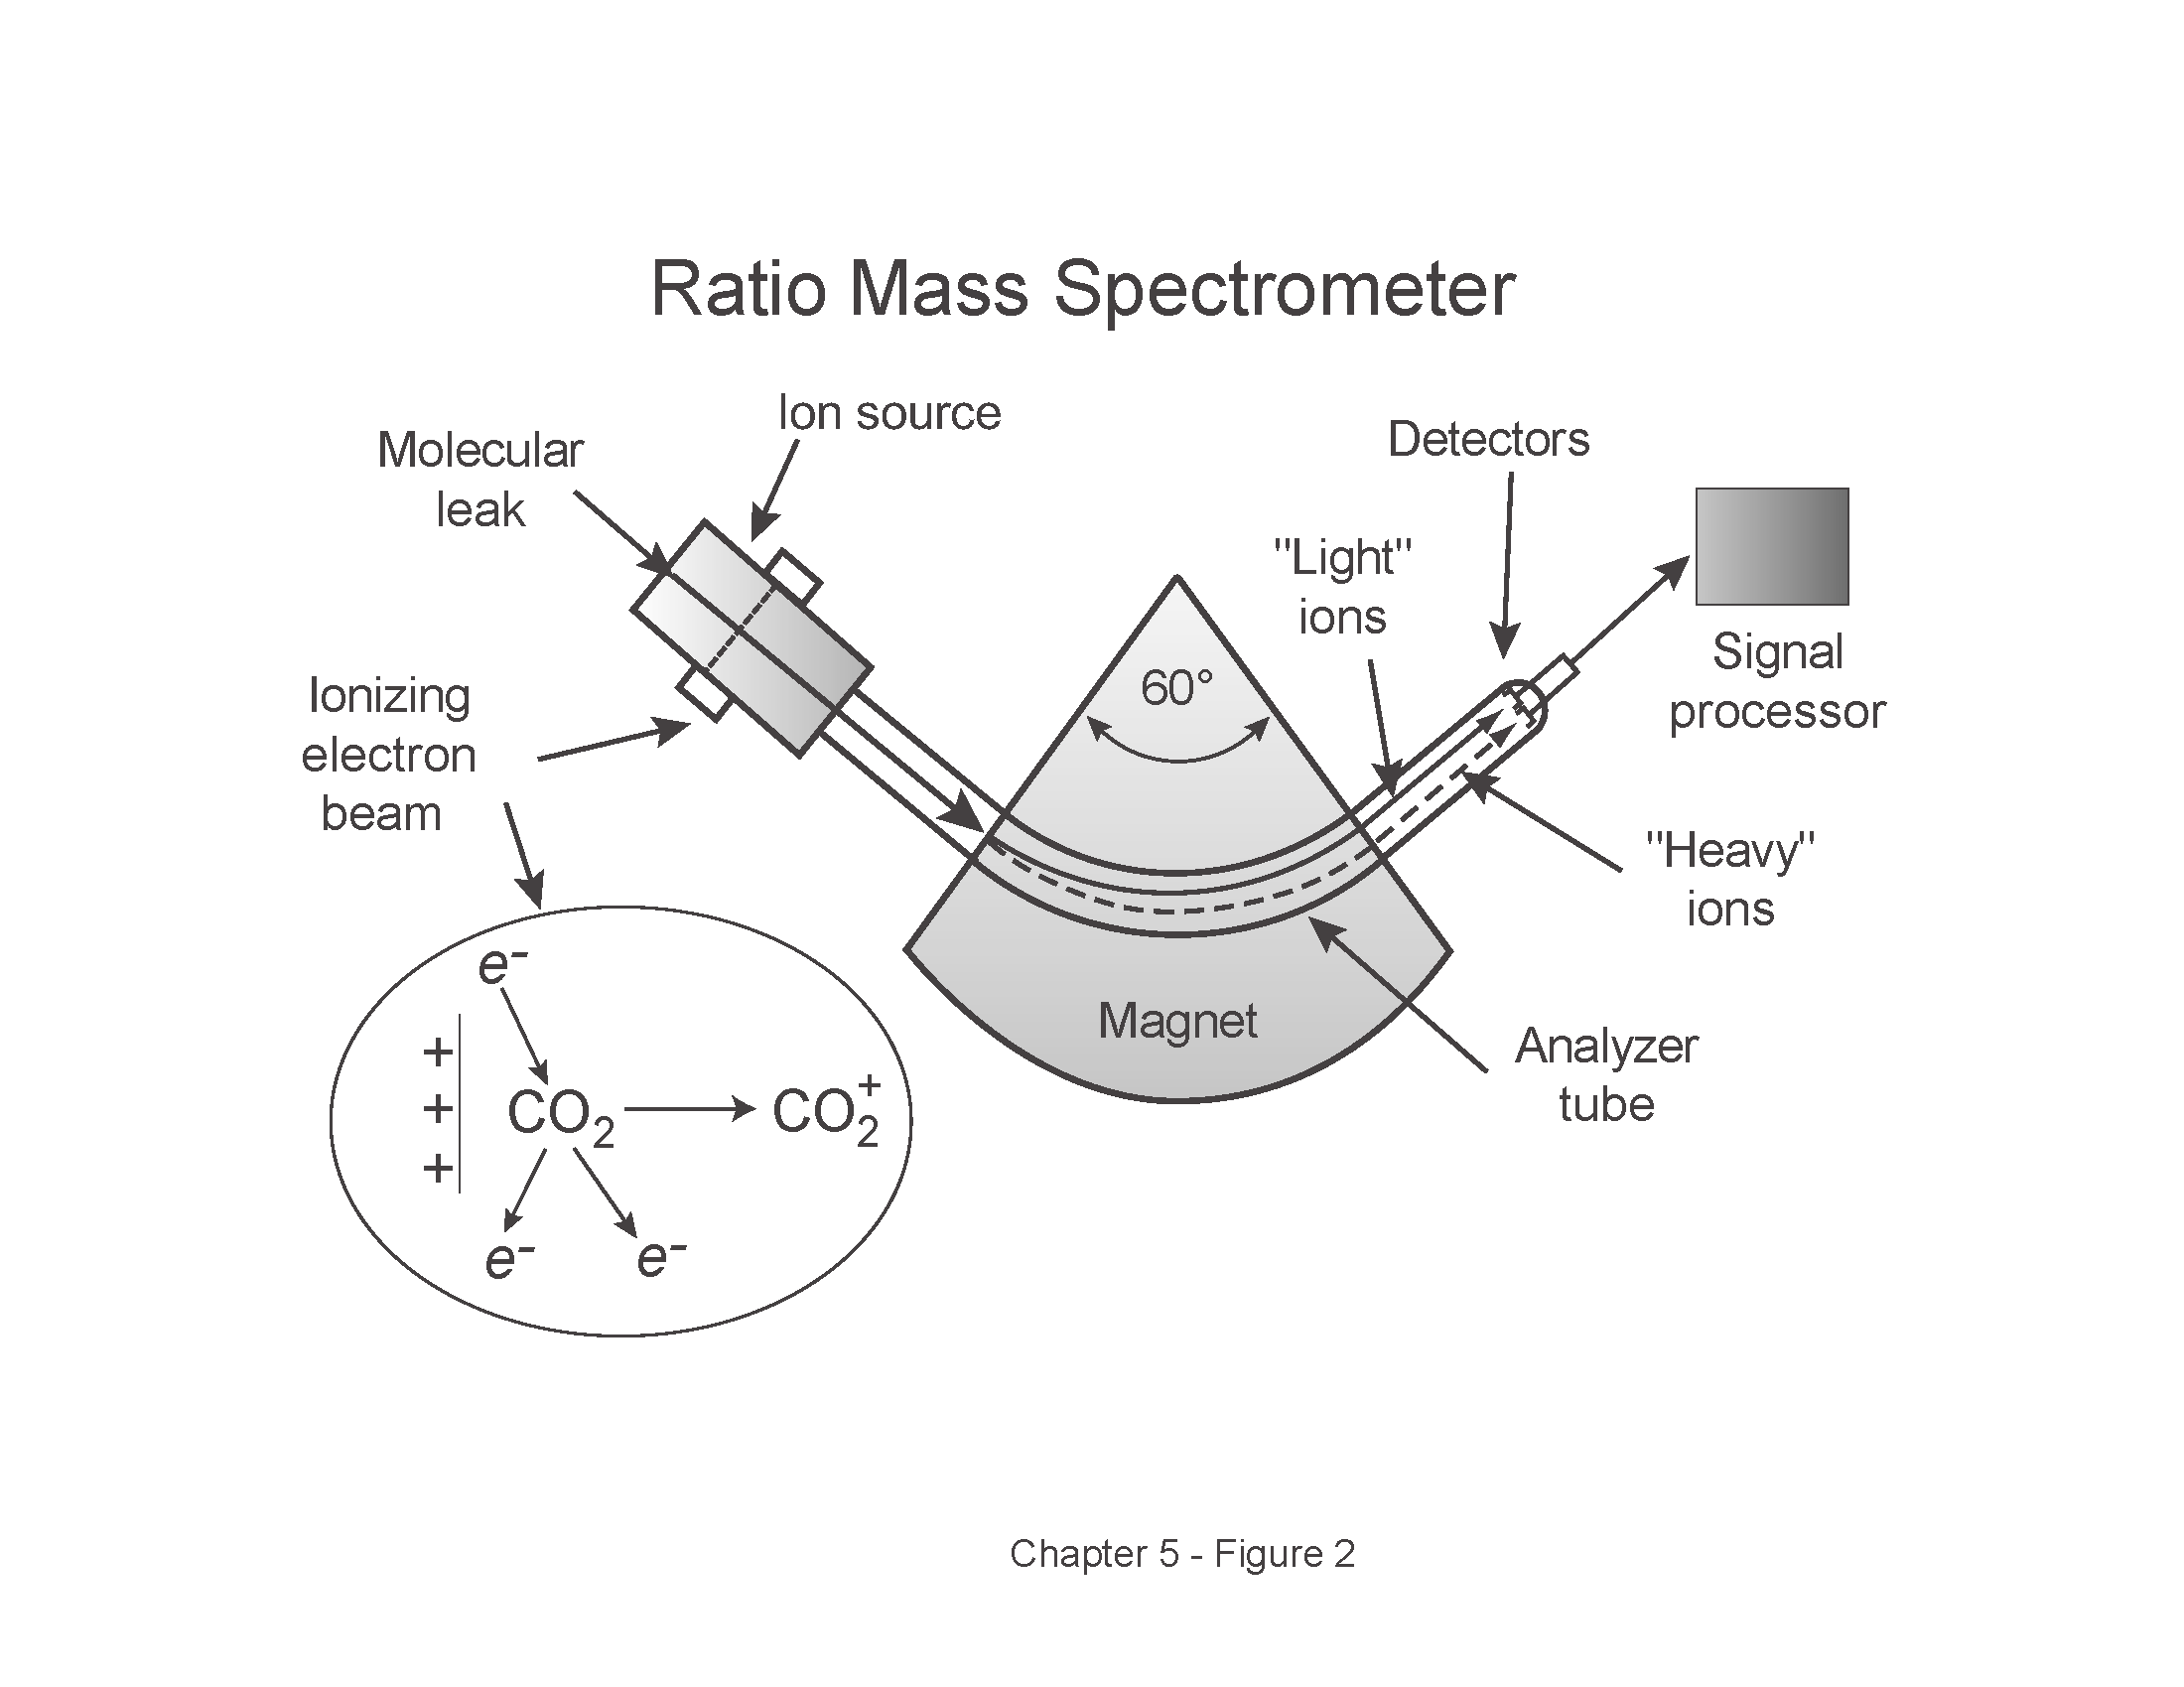 Ratio Mass Spectrometer
Ion source
Molecular
leak
Detectors
"Light"
ions
60°
Signal
processor
Ionizing
electron
beam
"Heavy"
ions
Magnet
Analyzer
tube
e-
+
+
+
CO2
CO2+
e-
e-
Chapter 5 - Figure 2